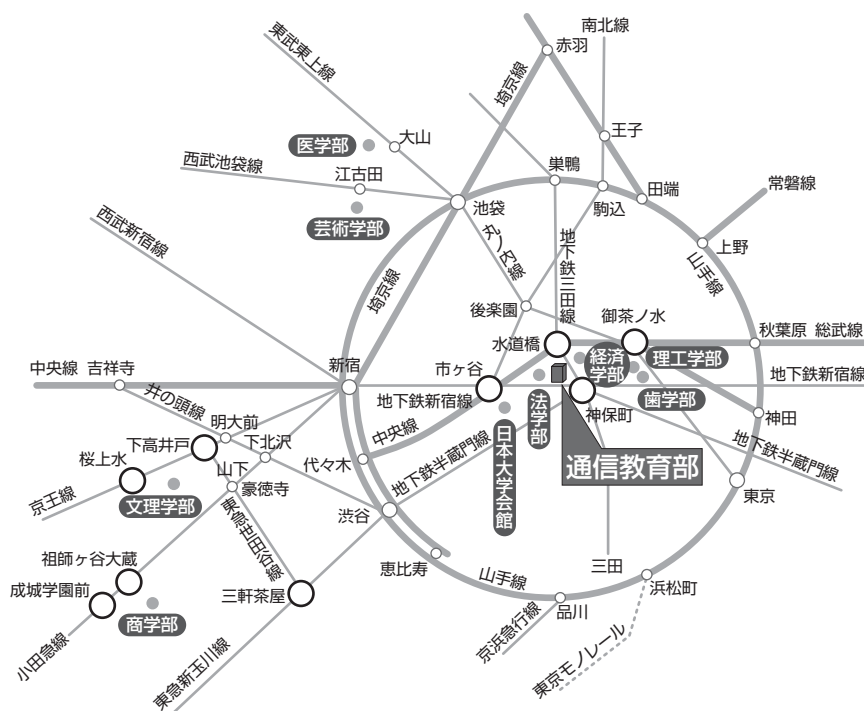 南北線
赤羽
東武東上線
埼京線
王子
大山
医学部
西武池袋線
江古田
巣鴨
田端
常磐線
駒込
池袋
芸術学部
上野
西武新宿線
丸ノ内線
地下鉄三田線
山手線
埼京線
後楽園
御茶ノ水
水道橋
秋葉原 総武線
経済学部
理工学部
中央線 吉祥寺
新宿
市ヶ谷
地下鉄新宿線
地下鉄新宿線
歯学部
法学部
神保町
神田
井の頭線
明大前
中央線
下高井戸
下北沢
代々木
地下鉄半蔵門線
地下鉄半蔵門線
日本大学会館
通信教育部
桜上水
山下
豪徳寺
京王線
文理学部
東急世田谷線
渋谷
東京
恵比寿
三田
祖師ヶ谷大蔵
成城学園前
三軒茶屋
山手線
浜松町
品川
商学部
小田急線
東急新玉川線
京浜急行線
東京モノレール